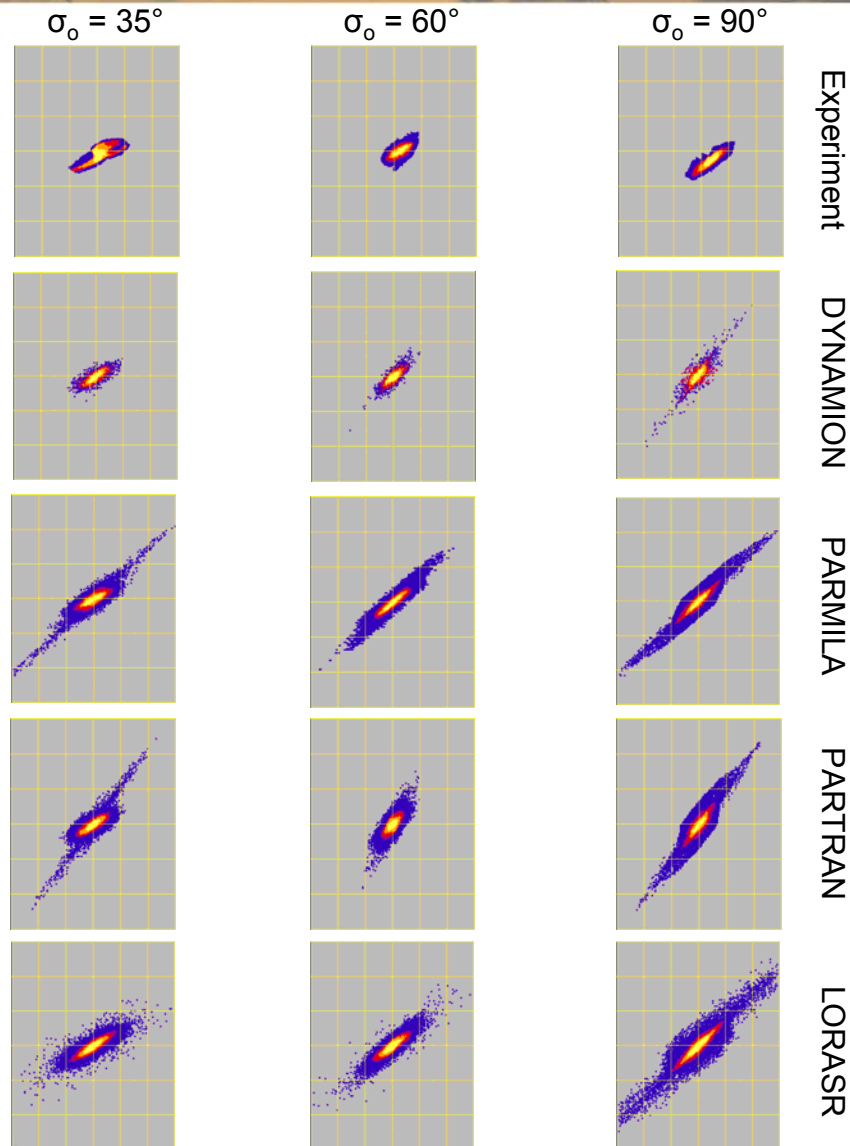 σₒ = 35°
σₒ = 60°
σₒ = 90°
Experiment
DYNAMION
PARMILA
PARTRAN
LORASR